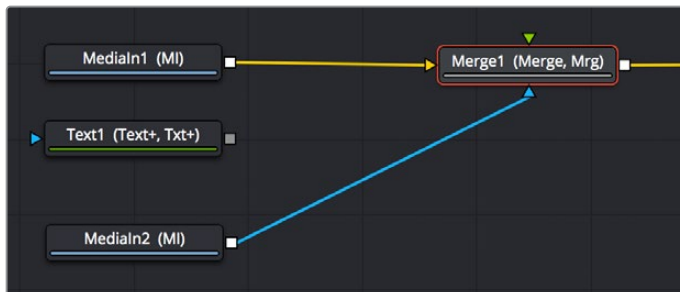 MediaIn1 (MI)
Merge1 (Merge, Mrg)
Text1 (Text+, Txt+)
MediaIn2 (MI)